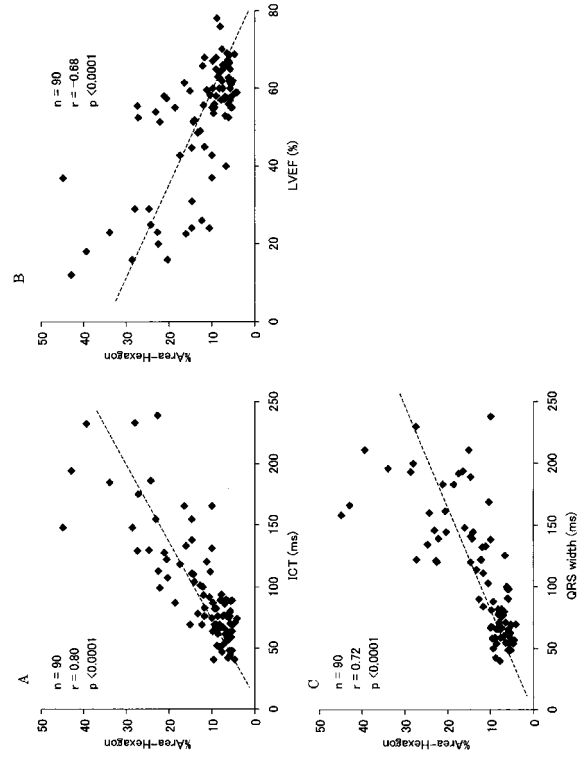 A
n = 90
r = 0.80
p <0.0001
%Area-Hexagon
50
40
30
20
10
0
0
50
100
150
200
250
ICT (ms)
B
n = 90
r = -0.68
p <0.0001
%Area-Hexagon
50
40
30
20
10
0
0
20
40
60
80
LVEF (%)
C
n = 90
r = 0.72
p <0.0001
%Area-Hexagon
50
40
30
20
10
0
0
50
100
150
200
250
QRS width (ms)